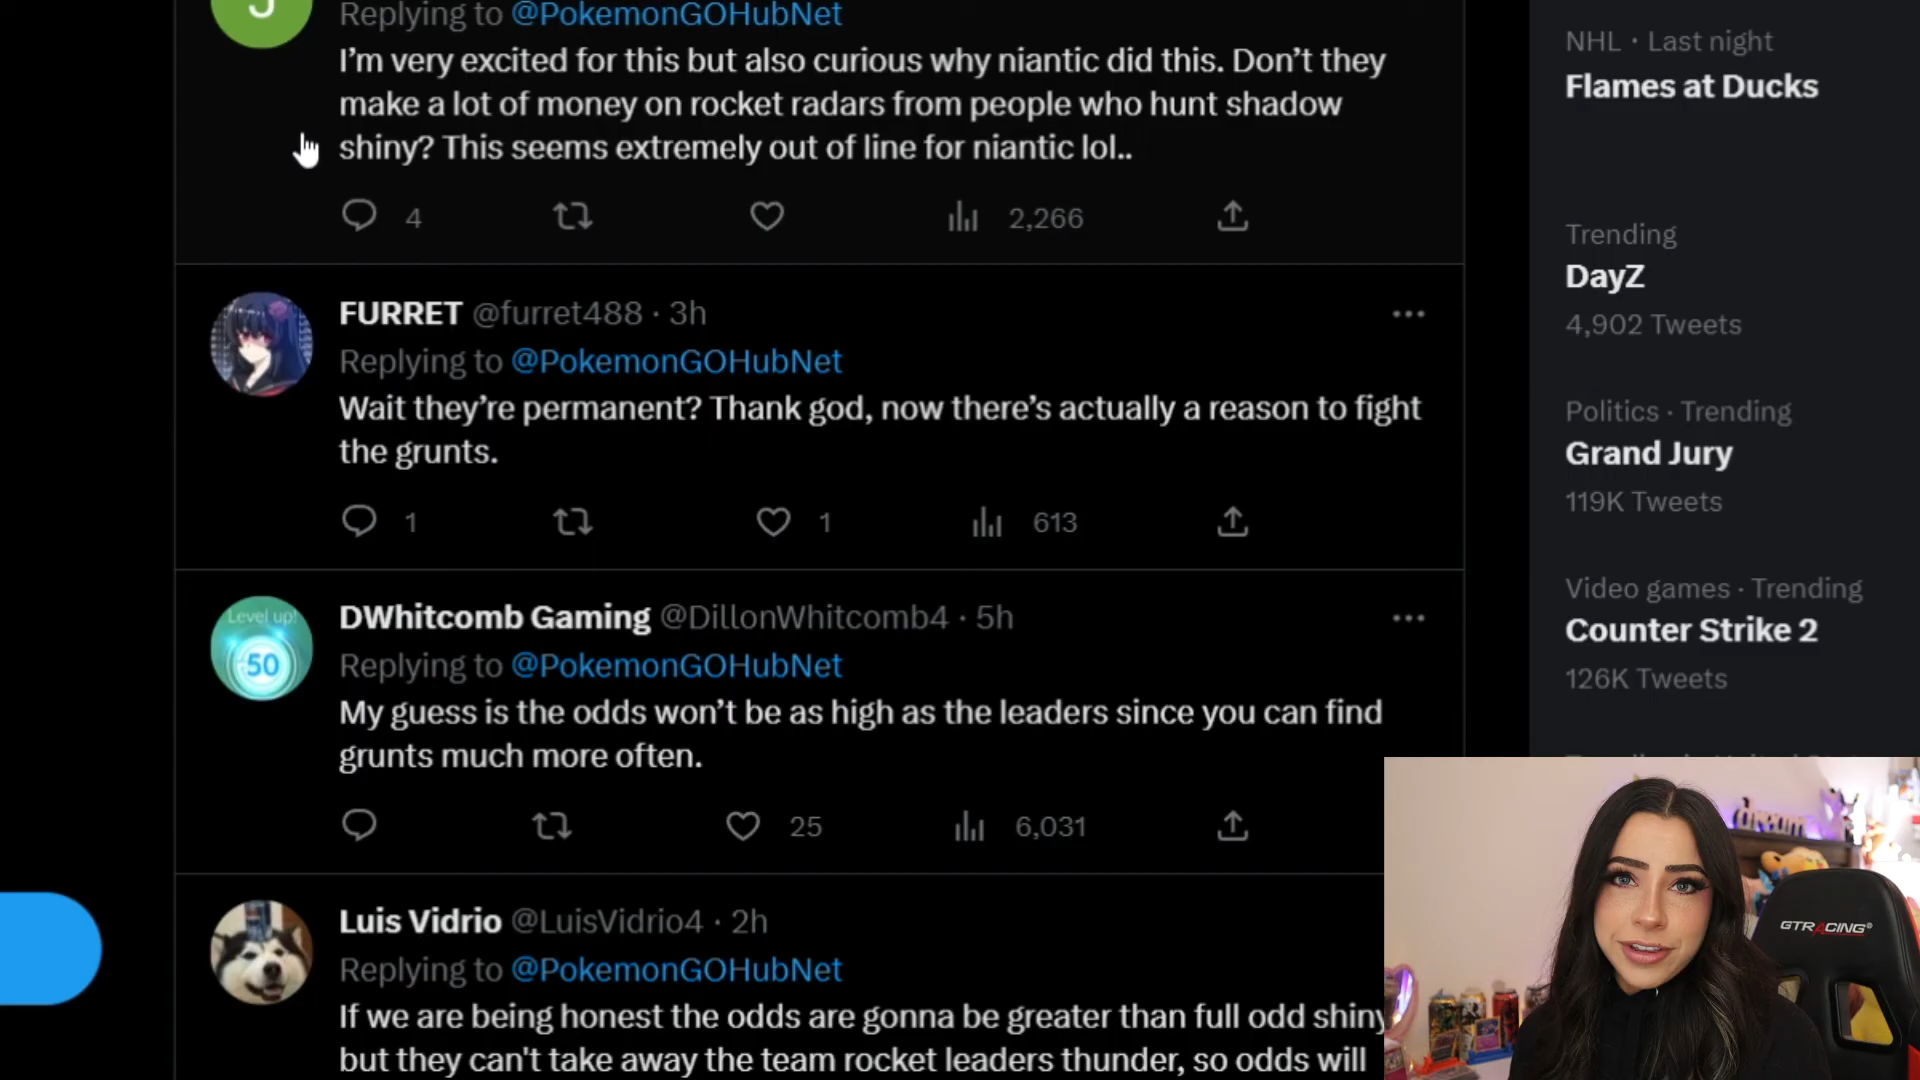 Replying to @PokemonGOHubNet
I'm very excited for this but also curious why niantic did this. Don't they
make a lot of money on rocket radars from people who hunt shadow
shiny? This seems extremely out of line for niantic lol..
4
2,266
FURRET @furret488 · 3h
Replying to @PokemonGOHubNet
Wait they're permanent? Thank god, now there's actually a reason to fight
the grunts.
1
1
613
Level up!
50
DWhitcomb Gaming @DillonWhitcomb4 · 5h
Replying to @PokemonGOHubNet
My guess is the odds won't be as high as the leaders since you can find
grunts much more often.
25
6,031
Luis Vidrio @LuisVidrio4 · 2h
Replying to @PokemonGOHubNet
If we are being honest the odds are gonna be greater than full odd shiny
but they can't take away the team rocket leaders thunder, so odds will
NHL · Last night
Flames at Ducks
Trending
DayZ
4,902 Tweets
Politics · Trending
Grand Jury
119K Tweets
Video games · Trending
Counter Strike 2
126K Tweets
dream
GTRACING